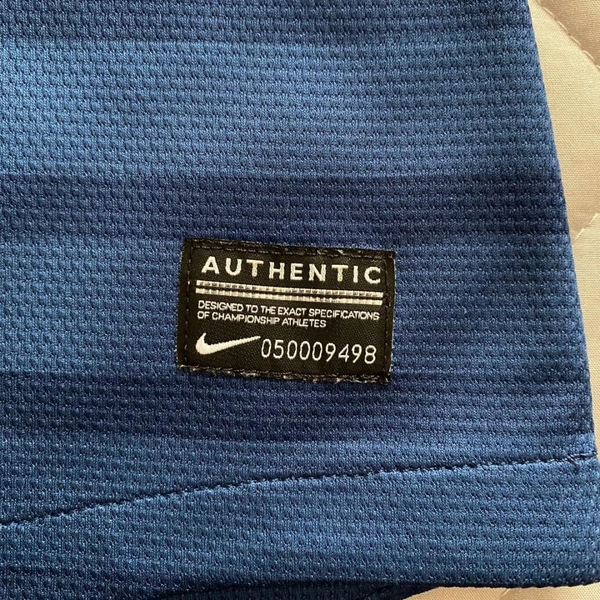 AUTHENTIC
DESIGNED TO THE EXACT SPECIFICATIONS
OF CHAMPIONSHIP ATHLETES
050009498